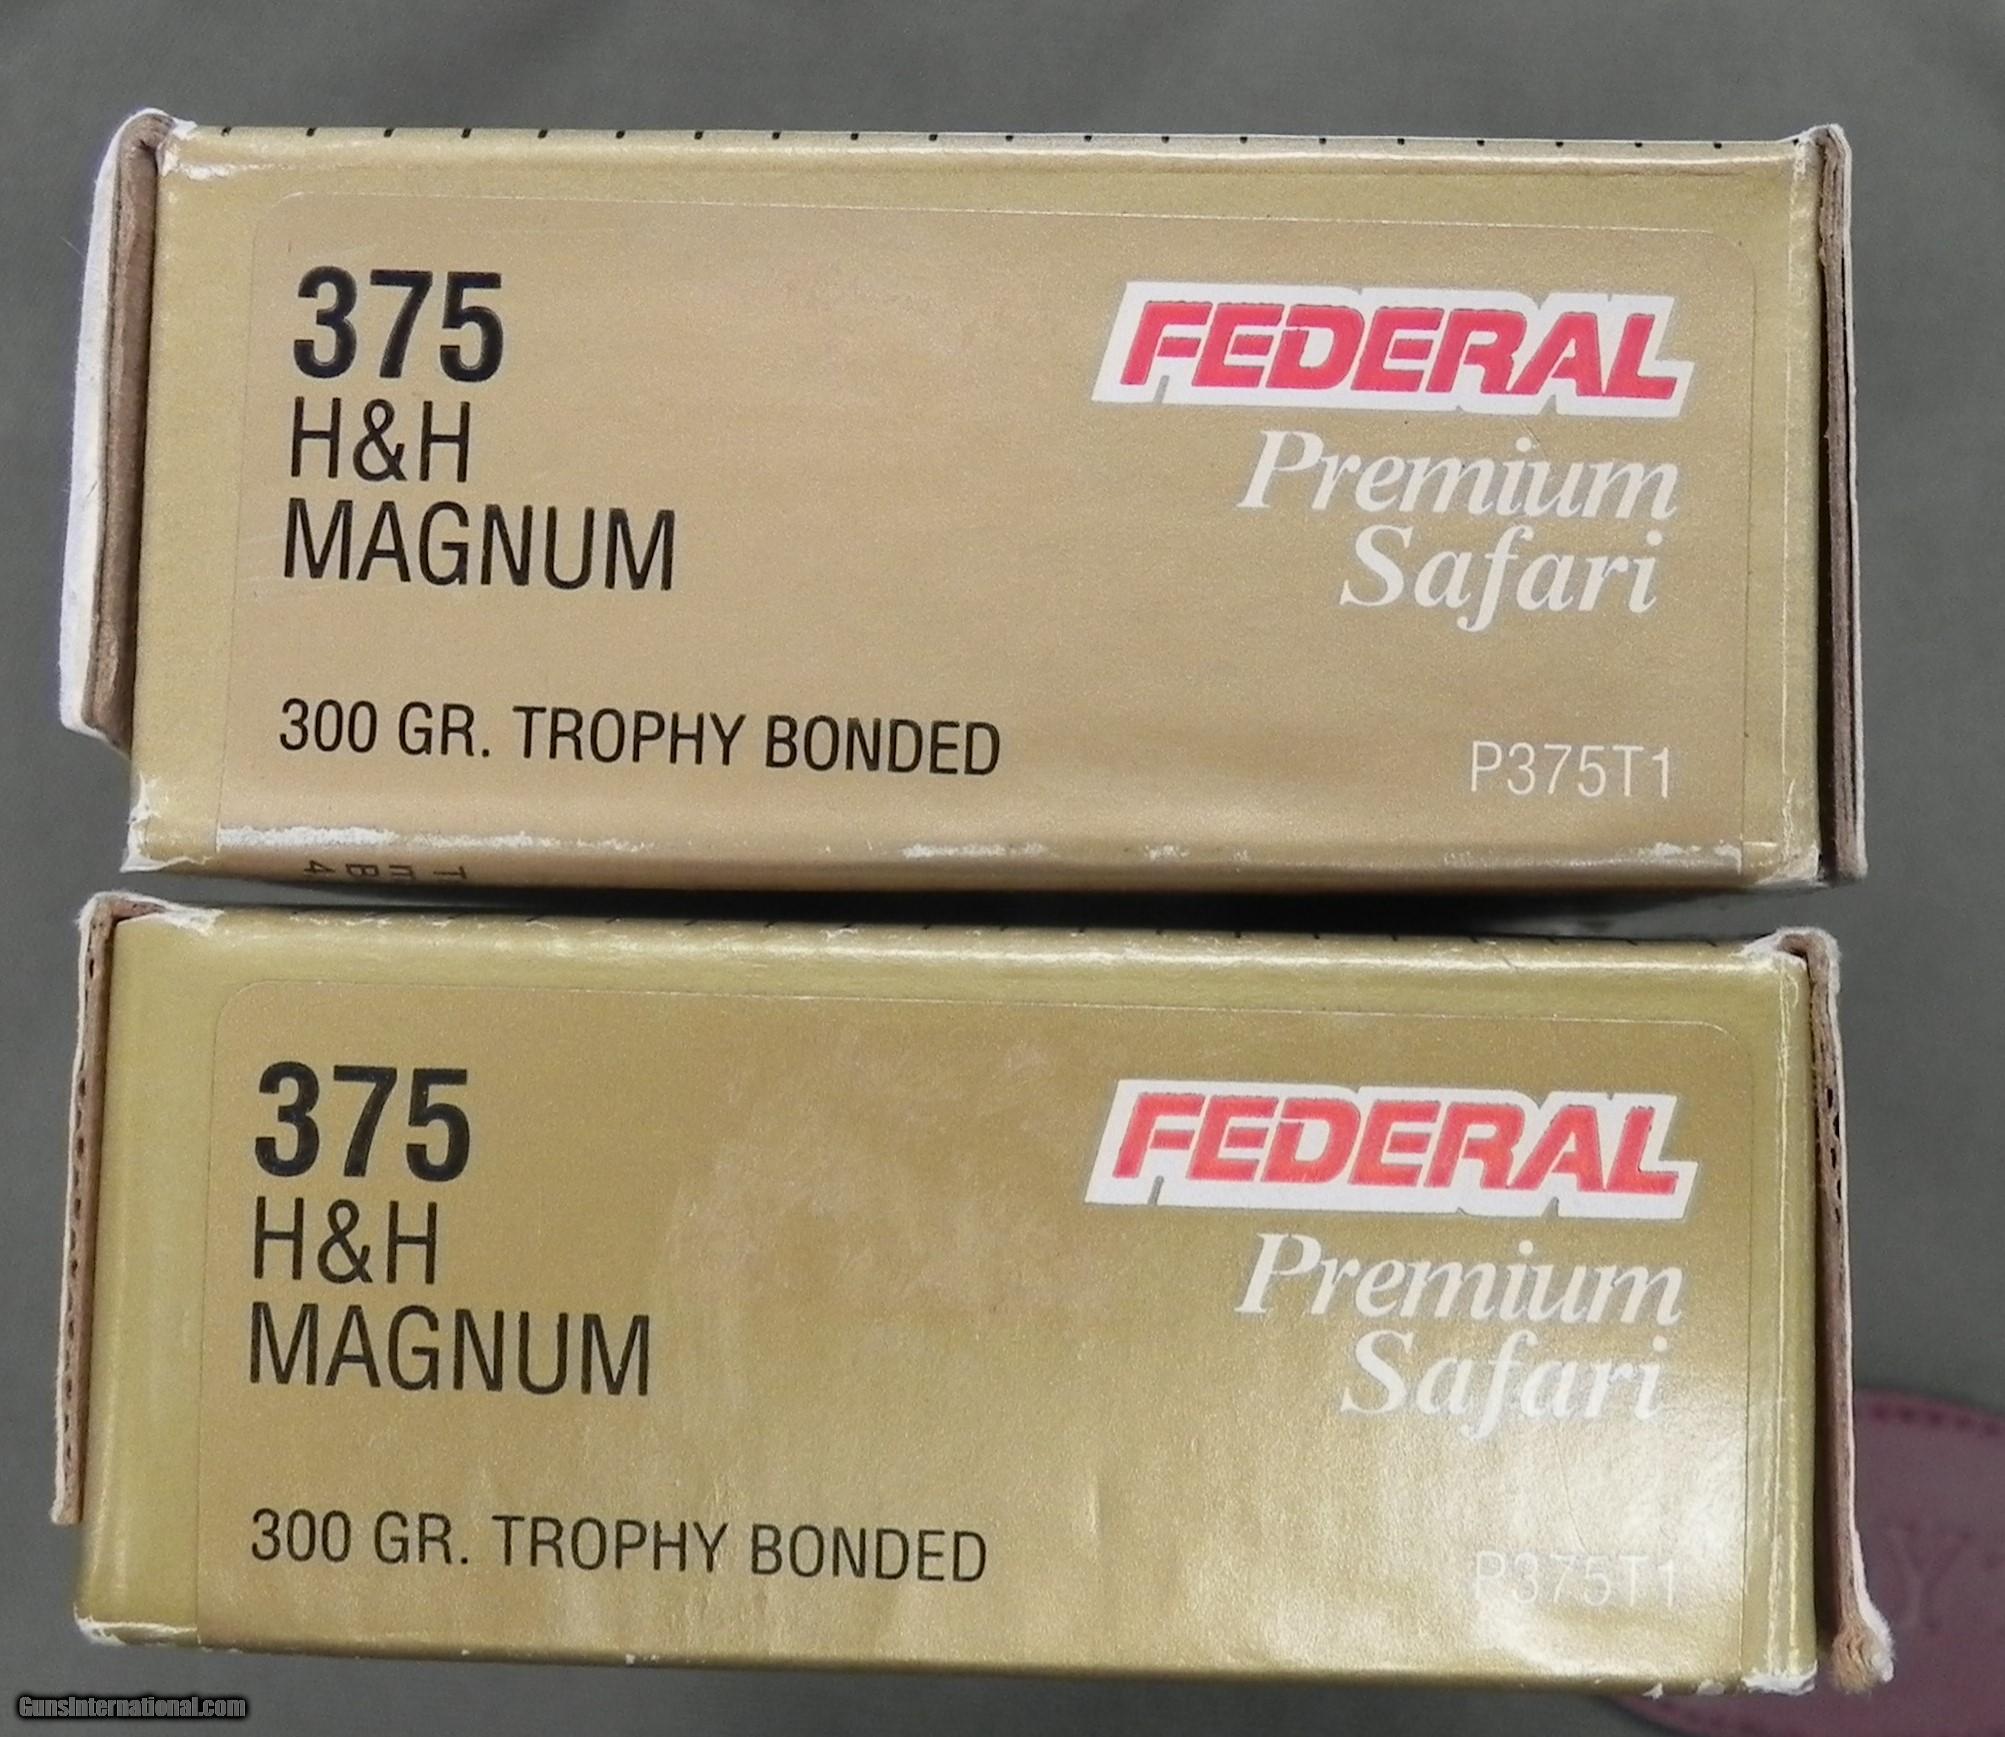 375
H&H
MAGNUM
300 GR. TROPHY BONDED
FEDERAL
Premium
Safari
P375T1
375
H&H
MAGNUM
300 GR. TROPHY BONDED
FEDERAL
Premium
Safari
P375T1
Y
GunsInternational.com